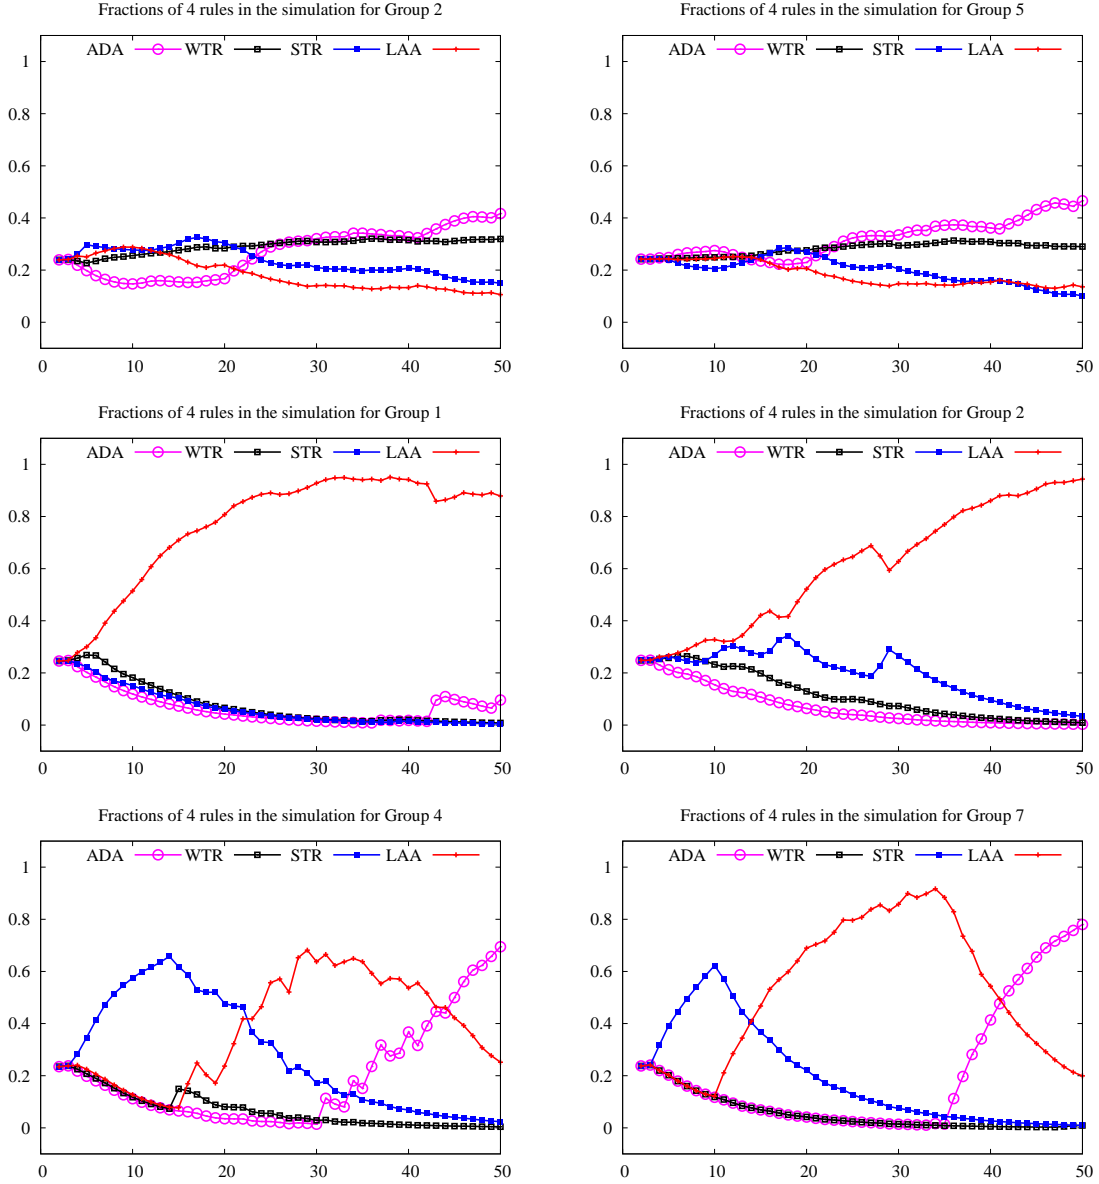 Fractions of 4 rules in the simulation for Group 2
ADA WTR STR LAA
1
0.8
0.6
0.4
0.2
0
0 10 20 30 40 50
Fractions of 4 rules in the simulation for Group 5
ADA WTR STR LAA
1
0.8
0.6
0.4
0.2
0
0 10 20 30 40 50
Fractions of 4 rules in the simulation for Group 1
ADA WTR STR LAA
1
0.8
0.6
0.4
0.2
0
0 10 20 30 40 50
Fractions of 4 rules in the simulation for Group 2
ADA WTR STR LAA
1
0.8
0.6
0.4
0.2
0
0 10 20 30 40 50
Fractions of 4 rules in the simulation for Group 4
ADA WTR STR LAA
1
0.8
0.6
0.4
0.2
0
0 10 20 30 40 50
Fractions of 4 rules in the simulation for Group 7
ADA WTR STR LAA
1
0.8
0.6
0.4
0.2
0
0 10 20 30 40 50